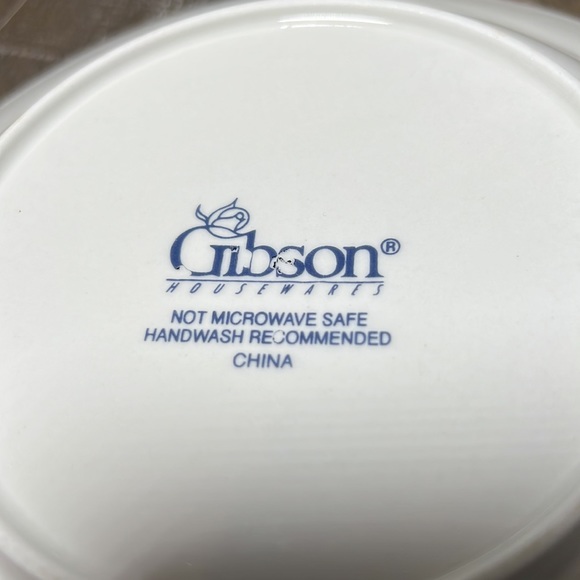 Gibson®
HOUSEWARES
NOT MICROWAVE SAFE
HANDWASH RECOMMENDED
CHINA